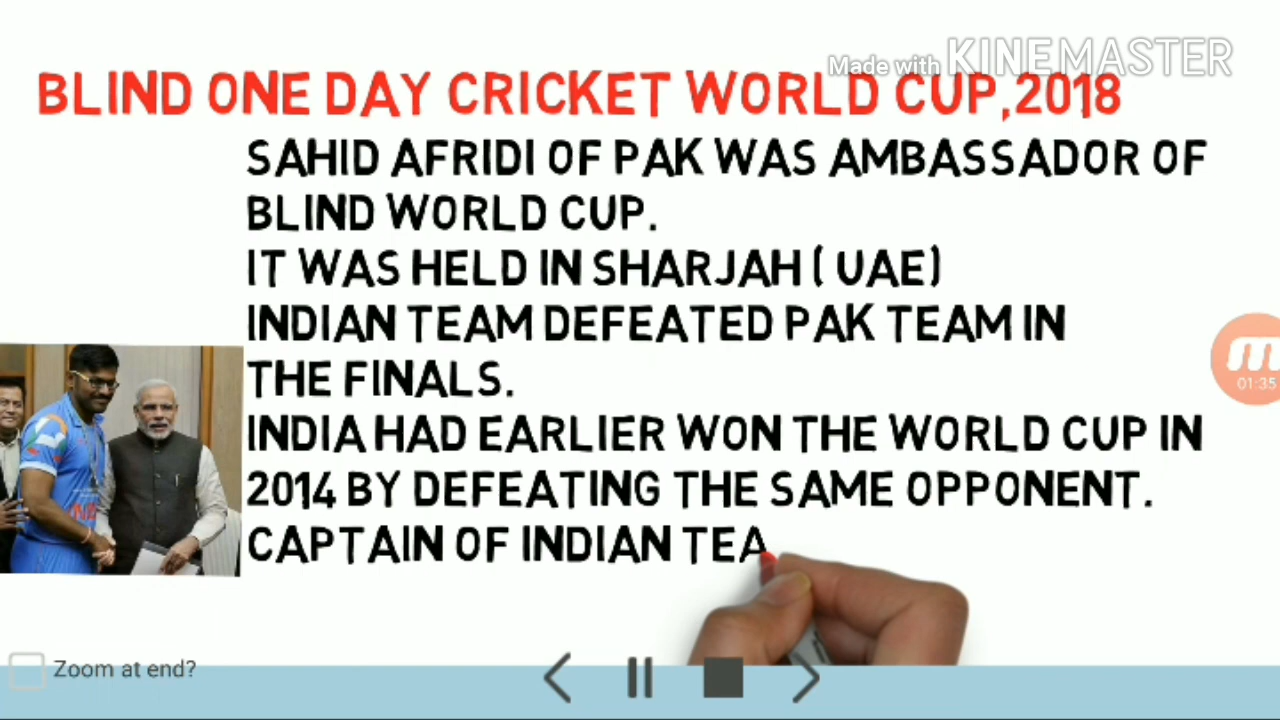 Made with KINEMASTER
BLIND ONE DAY CRICKET WORLD CUP,2018
SAHID AFRIDI OF PAK WAS AMBASSADOR OF
BLIND WORLD CUP.
IT WAS HELD IN SHARJAH ( UAE)
INDIAN TEAM DEFEATED PAK TEAM IN
THE FINALS.
INDIA HAD EARLIER WON THE WORLD CUP IN
2014 BY DEFEATING THE SAME OPPONENT.
CAPTAIN OF INDIAN TEA
01:35
Zoom at end?